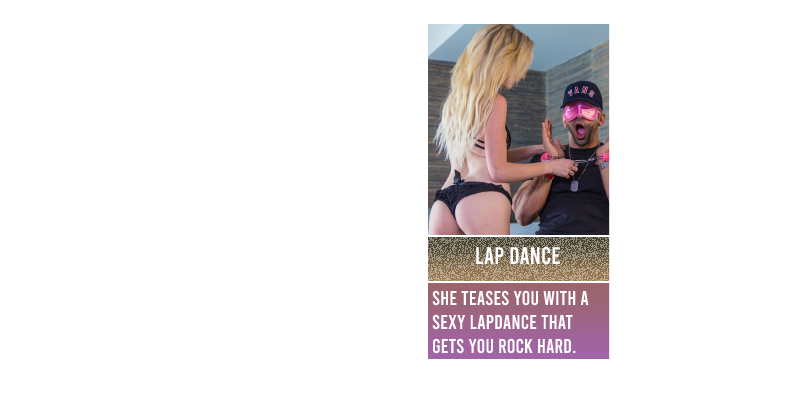 VANS
LAP DANCE
SHE TEASES YOU WITH A
SEXY LAPDANCE THAT
GETS YOU ROCK HARD.